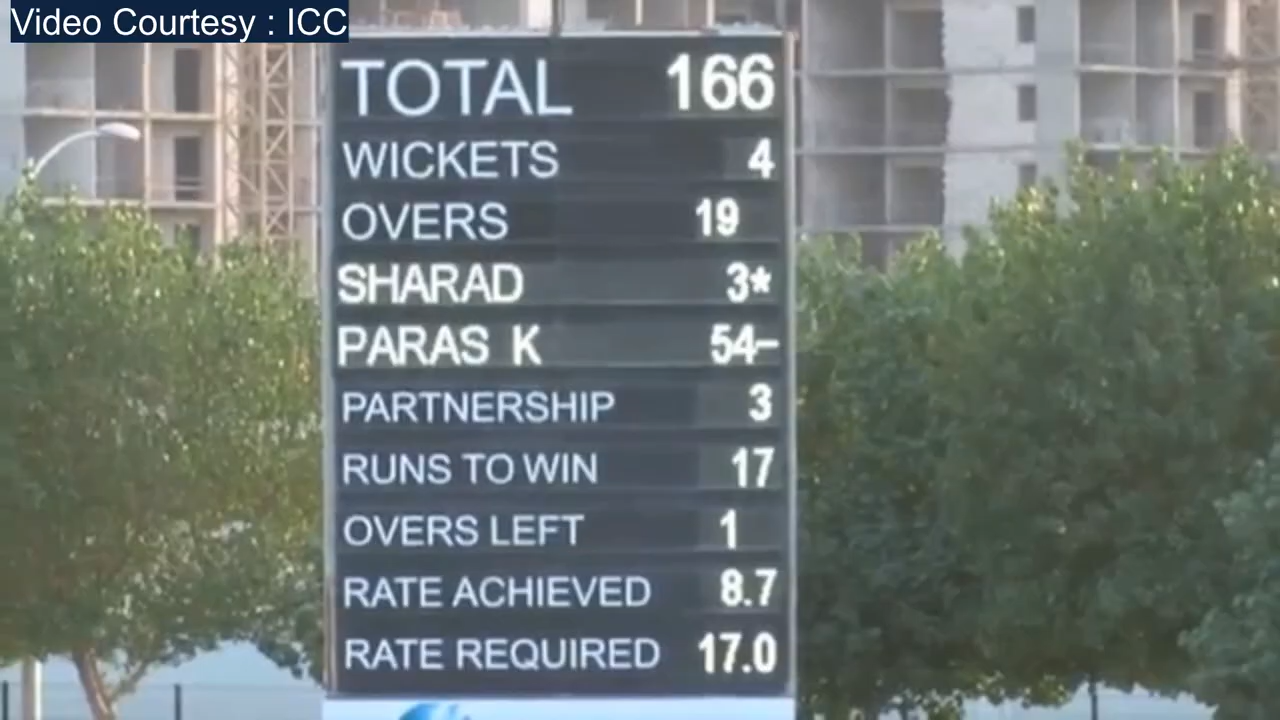 Video Courtesy : ICC
TOTAL 166
WICKETS 4
OVERS 19
SHARAD 3*
PARAS K 54-
PARTNERSHIP 3
RUNS TO WIN 17
OVERS LEFT 1
RATE ACHIEVED 8.7
RATE REQUIRED 17.0